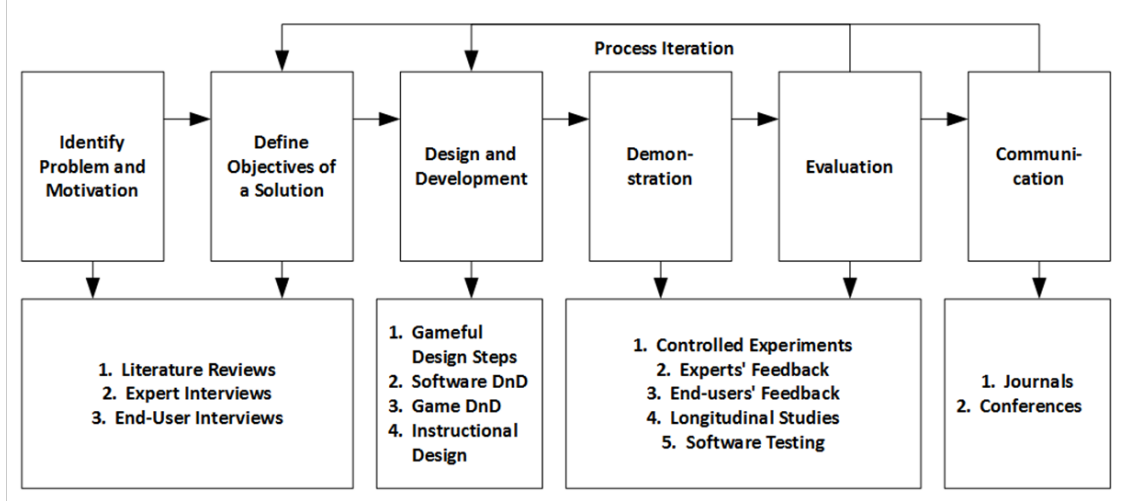 Process Iteration
Identify
Problem and
Motivation
Define
Objectives of
a Solution
Design and
Development
Demon-
stration
Evaluation
Communi-
cation
1. Literature Reviews
2. Expert Interviews
3. End-User Interviews
1. Gameful
Design Steps
2. Software DnD
3. Game DnD
4. Instructional
Design
1. Controlled Experiments
2. Experts' Feedback
3. End-users' Feedback
4. Longitudinal Studies
5. Software Testing
1. Journals
2. Conferences